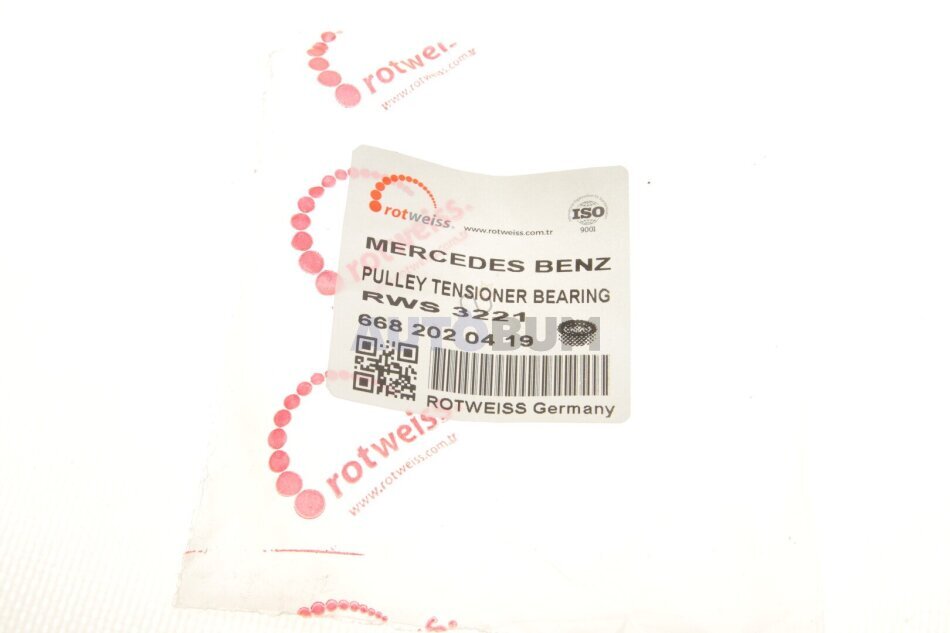 rotweiss.
www.rotweiss.com.tr
rotweiss.
www.rotweiss.com.tr
ISO
9001
MERCEDES BENZ
PULLEY TENSIONER BEARING
RWS 3221
668 202 04 19
AUTOBUM
ROTWEISS Germany
rotweiss
www.rotweiss.com.tr